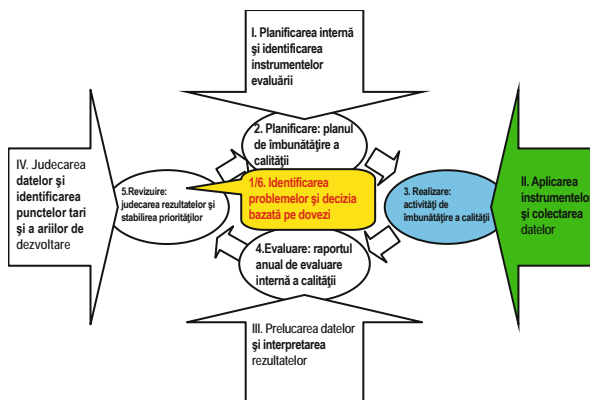 I. Planificarea internă
şi identificarea
instrumentelor
evaluării
2. Planificare: planul
de îmbunătăţire a
calităţii
IV. Judecarea
datelor şi
identificarea
punctelor tari
şi a ariilor de
dezvoltare
5.Revizuire:
judecarea rezultatelor şi
stabilirea priorităţilor
1/6. Identificarea
problemelor şi decizia
bazată pe dovezi
3. Realizare:
activităţi de
îmbunătăţire a calităţii
II. Aplicarea
instrumentelor
şi colectarea
datelor
4.Evaluare: raportul
anual de evaluare
internă a calităţii
III. Prelucarea datelor
şi interpretarea
rezultatelor